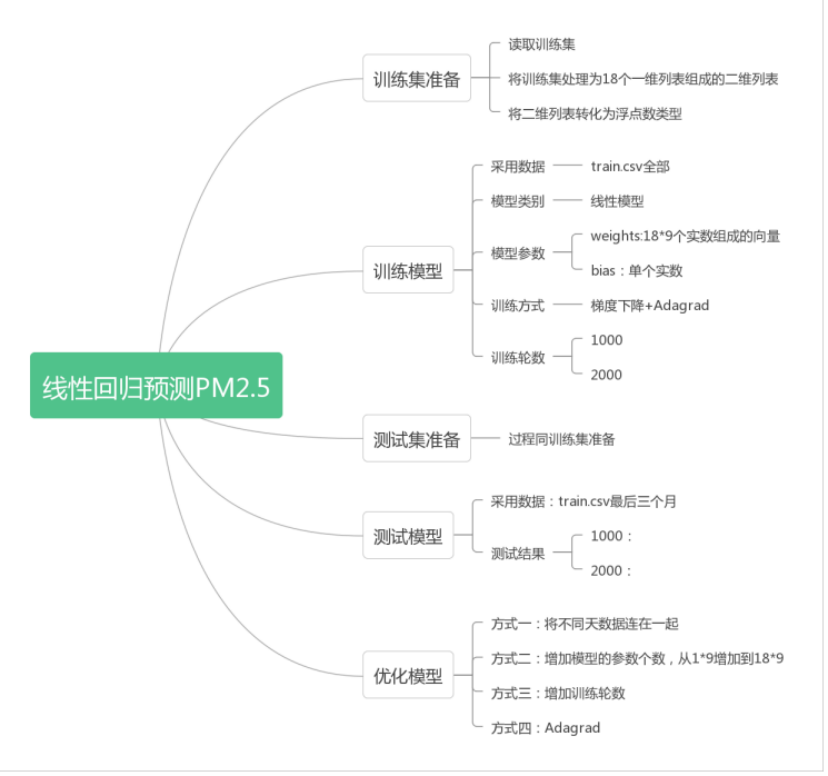 线性回归预测PM2.5
训练集准备
读取训练集
将训练集处理为18个一维列表组成的二维列表
将二维列表转化为浮点数类型
训练模型
采用数据
train.csv全部
模型类别
线性模型
模型参数
weights:18*9个实数组成的向量
bias：单个实数
训练方式
梯度下降+Adagrad
训练轮数
1000
2000
测试集准备
过程同训练集准备
测试模型
采用数据：train.csv最后三个月
测试结果
1000：
2000：
优化模型
方式一：将不同天数据连在一起
方式二：增加模型的参数个数，从1*9增加到18*9
方式三：增加训练轮数
方式四：Adagrad